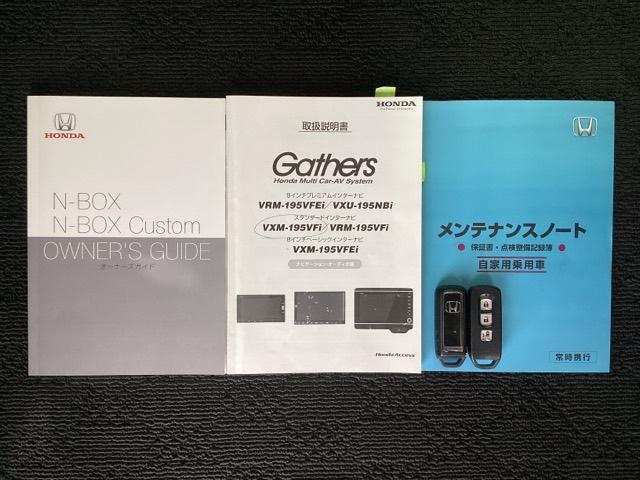 HONDA
N-BOX
N-BOX Custom
OWNER'S GUIDE
オーナーズガイド
HONDA
取扱説明書
Gathers
Honda Multi Car-AV System
8インチプレミアムインターナビ
VRM-195VFEi/VXU-195NBi
スタンダードインターナビ
VXM-195VFi/VRM-195VFi
8インチベーシックインターナビ
VXM-195VFEi
ナビゲーション・オーディオ編
Honda Access
メンテナンスノート
● 保証書・点検整備記録簿 ●
自家用乗用車
常時携行